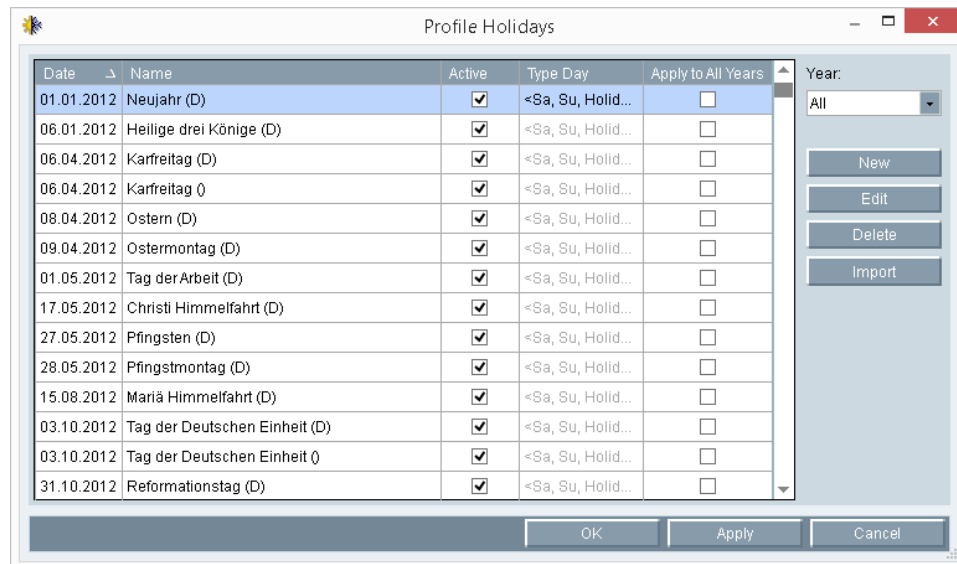 Profile Holidays
Date Name Active Type Day Apply to All Years Year:
01.01.2012 Neujahr (D) <Sa, Su, Holid... All
06.01.2012 Heilige drei Könige (D) <Sa, Su, Holid...
06.04.2012 Karfreitag (D) <Sa, Su, Holid... New
06.04.2012 Karfreitag () <Sa, Su, Holid... Edit
08.04.2012 Ostern (D) <Sa, Su, Holid... Delete
09.04.2012 Ostermontag (D) <Sa, Su, Holid...
01.05.2012 Tag der Arbeit (D) <Sa, Su, Holid... Import
17.05.2012 Christi Himmelfahrt (D) <Sa, Su, Holid...
27.05.2012 Pfingsten (D) <Sa, Su, Holid...
28.05.2012 Pfingstmontag (D) <Sa, Su, Holid...
15.08.2012 Mariä Himmelfahrt (D) <Sa, Su, Holid...
03.10.2012 Tag der Deutschen Einheit (D) <Sa, Su, Holid...
03.10.2012 Tag der Deutschen Einheit () <Sa, Su, Holid...
31.10.2012 Reformationstag (D) <Sa, Su, Holid...
OK Apply Cancel